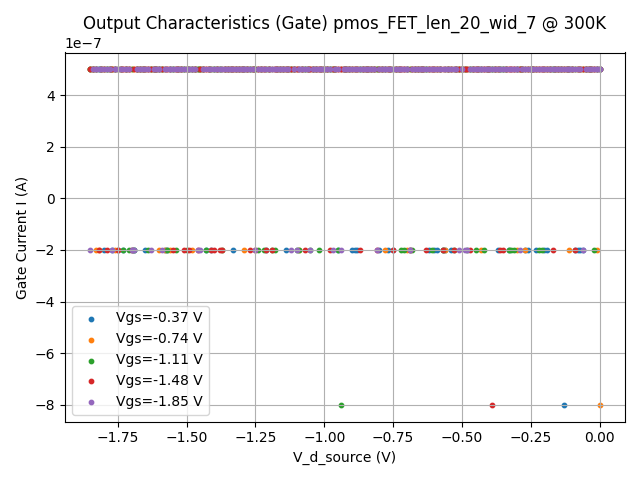 Output Characteristics (Gate) pmos_FET_len_20_wid_7 @ 300K
1e−7
4
2
0
−2
−4
−6
−8
Gate Current I (A)
Vgs=-0.37 V
Vgs=-0.74 V
Vgs=-1.11 V
Vgs=-1.48 V
Vgs=-1.85 V
−1.75 −1.50 −1.25 −1.00 −0.75 −0.50 −0.25 0.00
V_d_source (V)